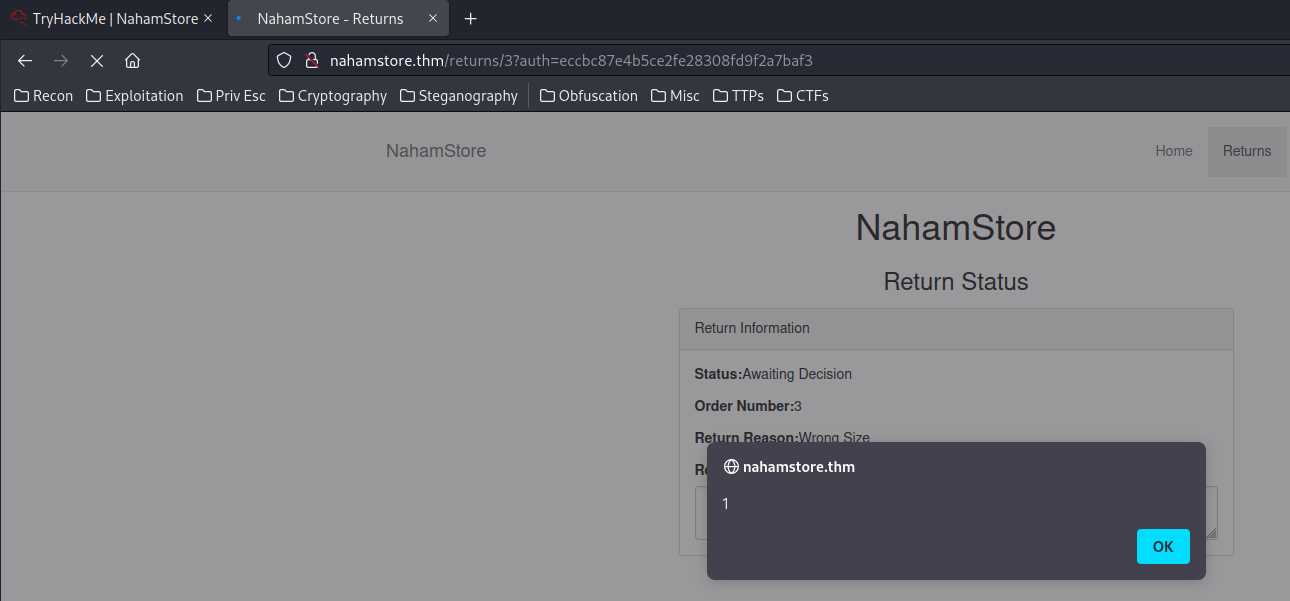 TryHackMe | NahamStore
NahamStore - Returns
nahamstore.thm/returns/3?auth=eccbc87e4b5ce2fe28308fd9f2a7baf3
Recon Exploitation Priv Esc Cryptography Steganography Obfuscation Misc TTPs CTFs
NahamStore Home Returns
NahamStore
Return Status
Return Information
Status:Awaiting Decision
Order Number:3
Return Reason:Wrong Size
nahamstore.thm
1
OK